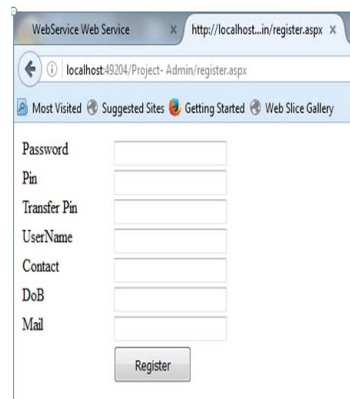 WebService Web Service x http://localhost...in/register.aspx x
localhost:49204/Project- Admin/register.aspx
Most Visited Suggested Sites Getting Started Web Slice Gallery
Password
Pin
Transfer Pin
UserName
Contact
DoB
Mail
Register